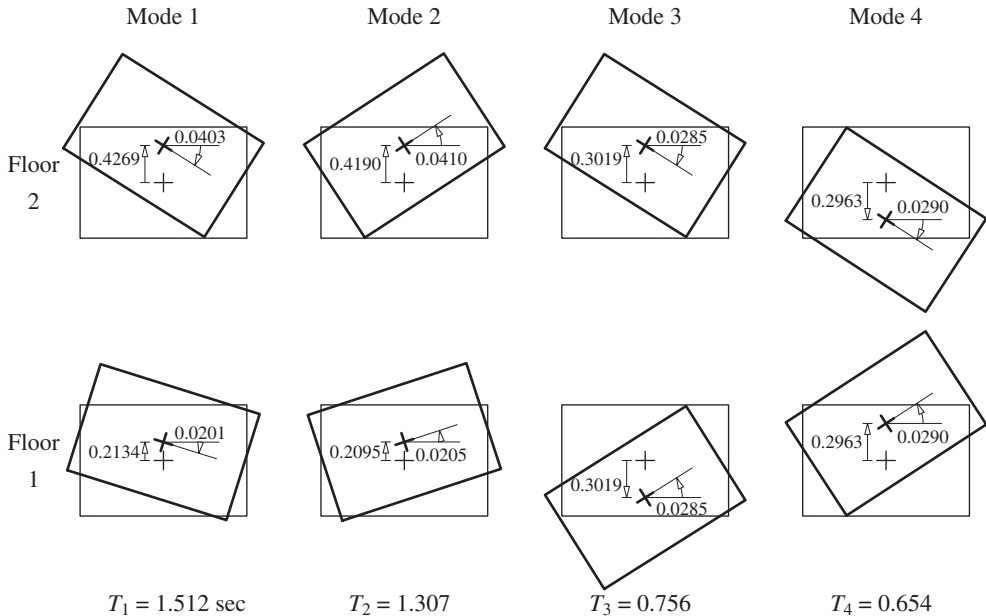 Mode 1 Mode 2 Mode 3 Mode 4
Floor 2
0.4269 0.0403
0.4190 0.0410
0.3019 0.0285
0.2963 0.0290
Floor 1
0.2134 0.0201
0.2095 0.0205
0.3019 0.0285
0.2963 0.0290
T1 = 1.512 sec T2 = 1.307 T3 = 0.756 T4 = 0.654